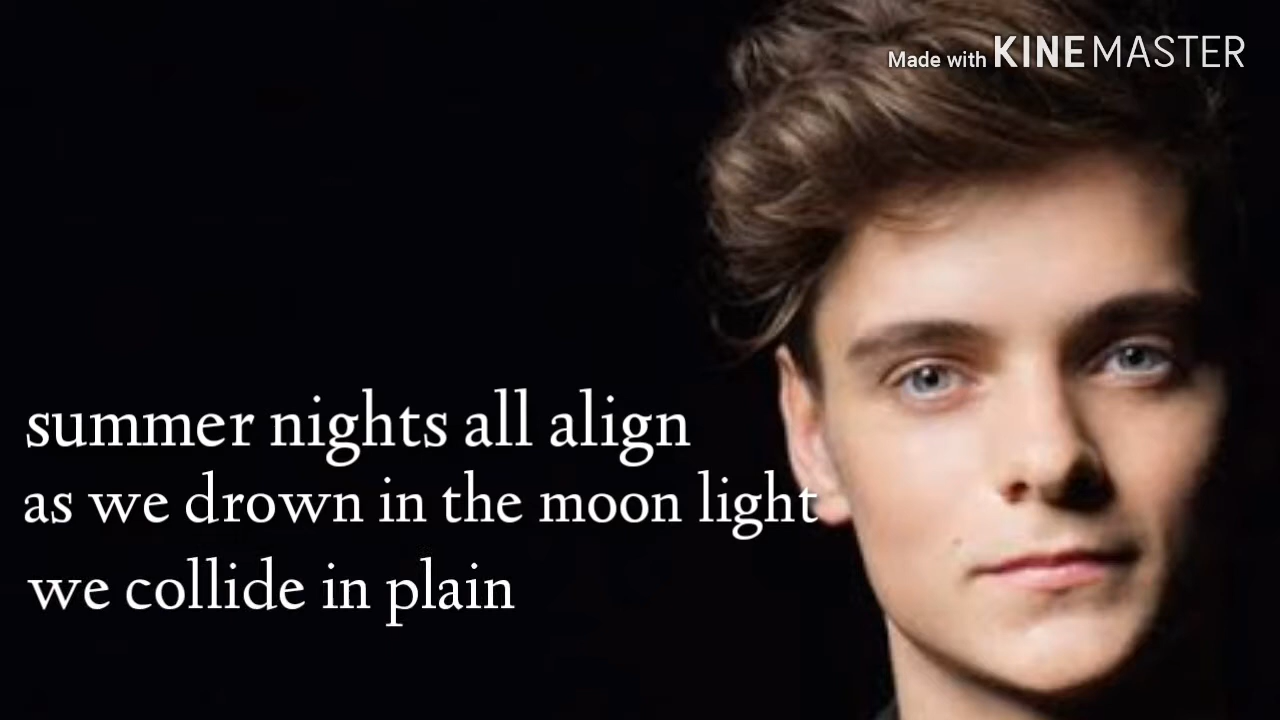 Made with KINEMASTER
summer nights all align
as we drown in the moon light
we collide in plain